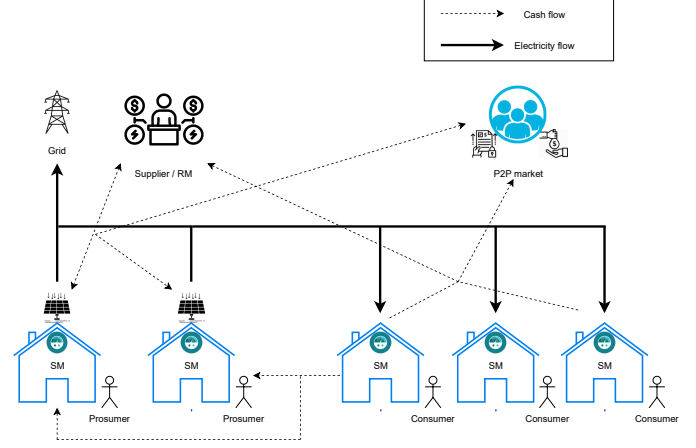 Cash flow
Electricity flow
Grid
Supplier / RM
P2P market
SM
SM
SM
SM
SM
Prosumer
Prosumer
Consumer
Consumer
Consumer